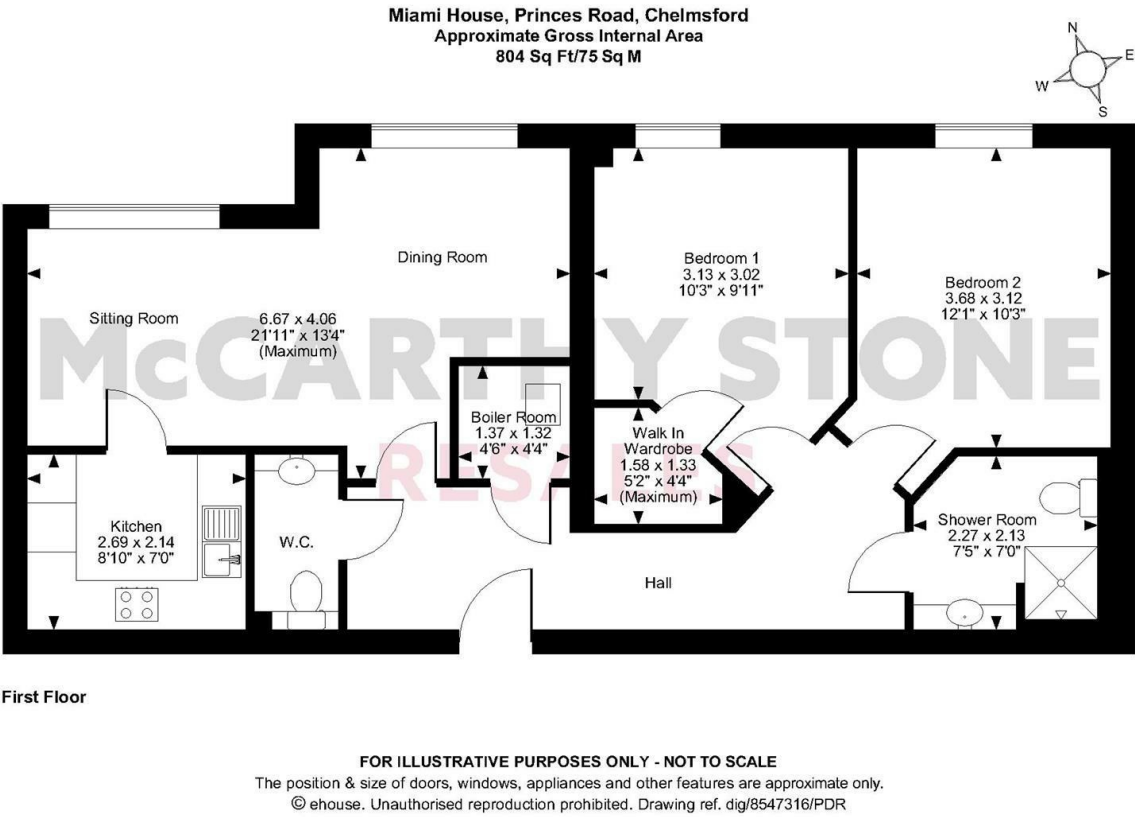 Miami House, Princes Road, Chelmsford
Approximate Gross Internal Area
804 Sq Ft/75 Sq M
N
E
W
S
Dining Room
Sitting Room
6.67 x 4.06
21'11" x 13'4"
(Maximum)
Bedroom 1
3.13 x 3.02
10'3" x 9'11"
Bedroom 2
3.68 x 3.12
12'1" x 10'3"
McCARTHY STONE
RESALES
Boiler Room
1.37 x 1.32
4'6" x 4'4"
Walk In
Wardrobe
1.58 x 1.33
5'2" x 4'4"
(Maximum)
Kitchen
2.69 x 2.14
8'10" x 7'0"
W.C.
Shower Room
2.27 x 2.13
7'5" x 7'0"
Hall
First Floor
FOR ILLUSTRATIVE PURPOSES ONLY - NOT TO SCALE
The position & size of doors, windows, appliances and other features are approximate only.
© ehouse. Unauthorised reproduction prohibited. Drawing ref. dig/8547316/PDR